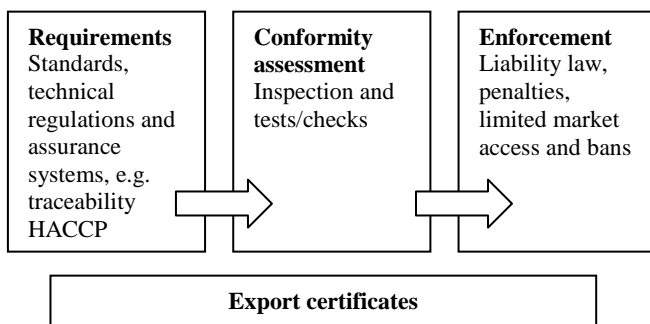 Requirements
Standards,
technical
regulations and
assurance
systems, e.g.
traceability
HACCP
Conformity
assessment
Inspection and
tests/checks
Enforcement
Liability law,
penalties,
limited market
access and bans
Export certificates